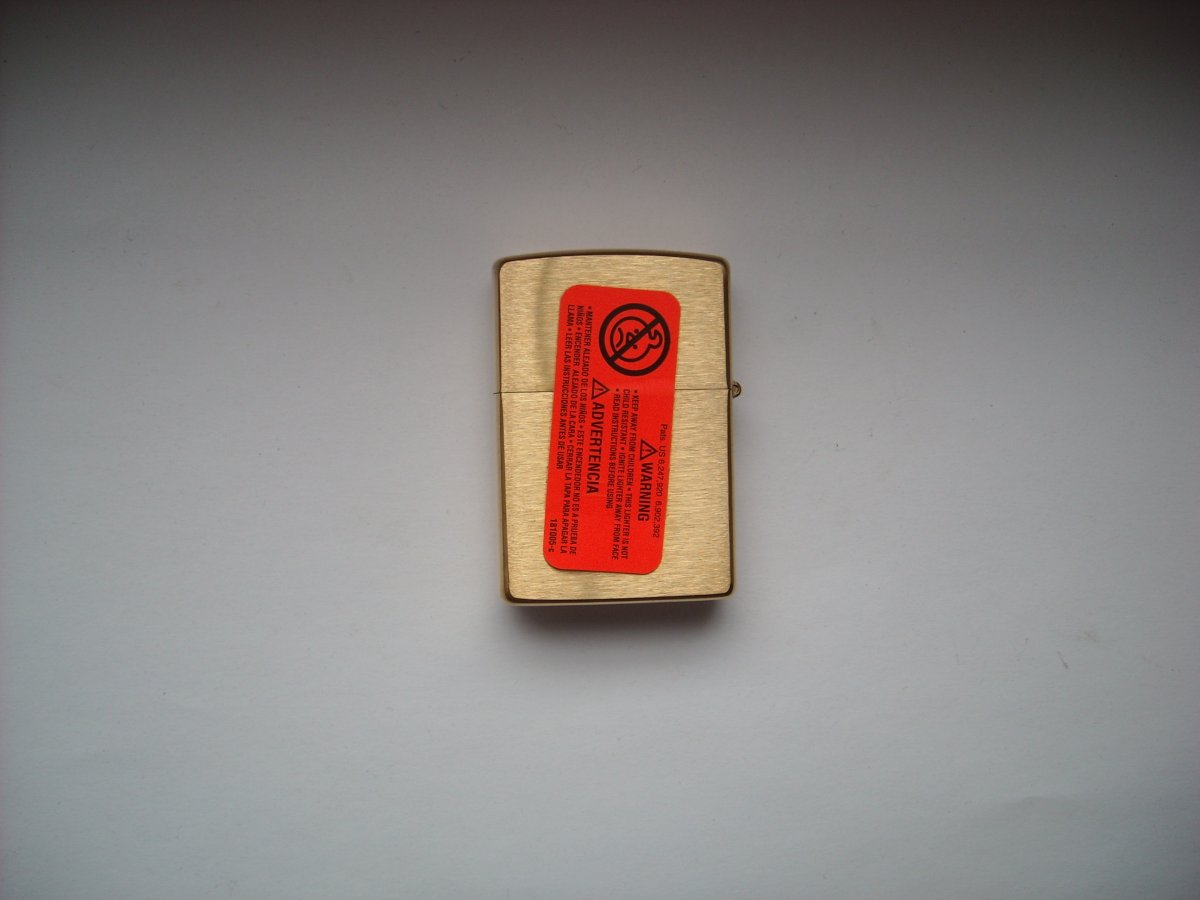 Pats. US 6.247.920 6.902.392
WARNING
• KEEP AWAY FROM CHILDREN • THIS LIGHTER IS NOT
CHILD RESISTANT • IGNITE LIGHTER AWAY FROM FACE
• READ INSTRUCTIONS BEFORE USING
ADVERTENCIA
• MANTENER ALEJADO DE LOS NIÑOS • ESTE ENCENDEDOR NO ES A PRUEBA DE
NIÑOS • ENCENDER ALEJADO DE LA CARA • CERRAR LA TAPA PARA APAGAR LA
LLAMA • LEER LAS INSTRUCCIONES ANTES DE USAR
181005-c